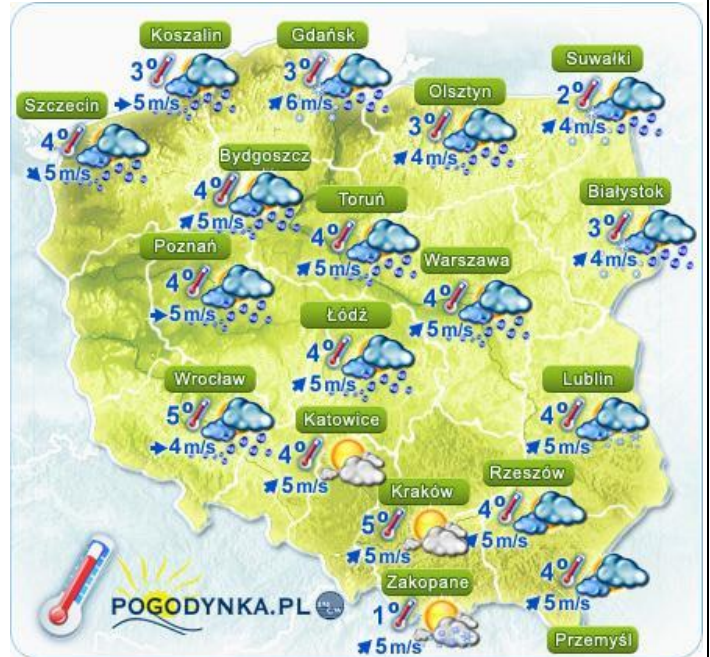 Koszalin
3°
5 m/s
Gdańsk
3°
6 m/s
Suwałki
2°
4 m/s
Szczecin
4°
5 m/s
Olsztyn
3°
4 m/s
Bydgoszcz
4°
5 m/s
Toruń
4°
5 m/s
Białystok
3°
4 m/s
Poznań
4°
5 m/s
Warszawa
4°
5 m/s
Łódź
4°
5 m/s
Wrocław
5°
4 m/s
Katowice
4°
5 m/s
Lublin
4°
5 m/s
Kraków
5°
5 m/s
Rzeszów
4°
5 m/s
Zakopane
1°
5 m/s
4°
5 m/s
Przemyśl
POGODYNKA.PL